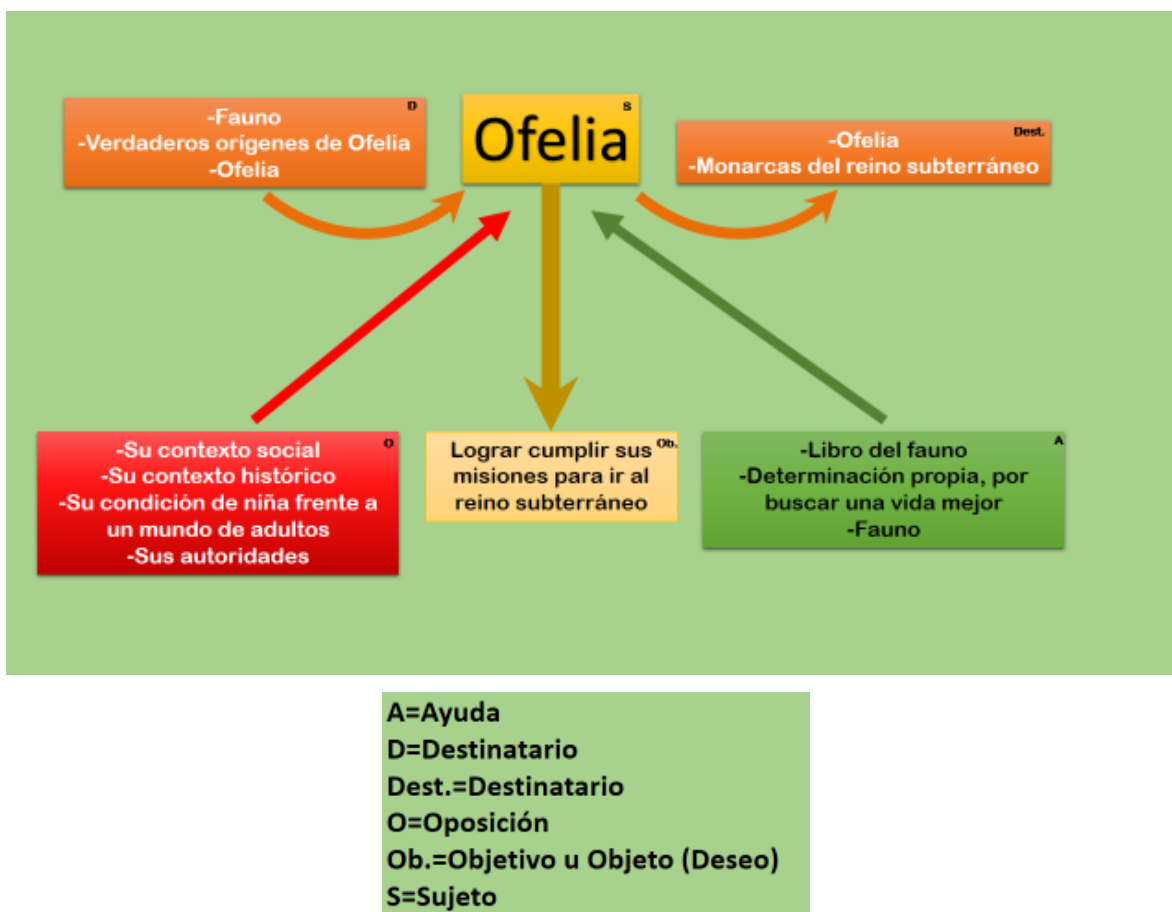 D
-Fauno
-Verdaderos orígenes de Ofelia
-Ofelia
S
Ofelia
Dest.
-Ofelia
-Monarcas del reino subterráneo
O
-Su contexto social
-Su contexto histórico
-Su condición de niña frente a
un mundo de adultos
-Sus autoridades
Ob.
Lograr cumplir sus
misiones para ir al
reino subterráneo
A
-Libro del fauno
-Determinación propia, por
buscar una vida mejor
-Fauno
A=Ayuda
D=Destinatario
Dest.=Destinatario
O=Oposición
Ob.=Objetivo u Objeto (Deseo)
S=Sujeto